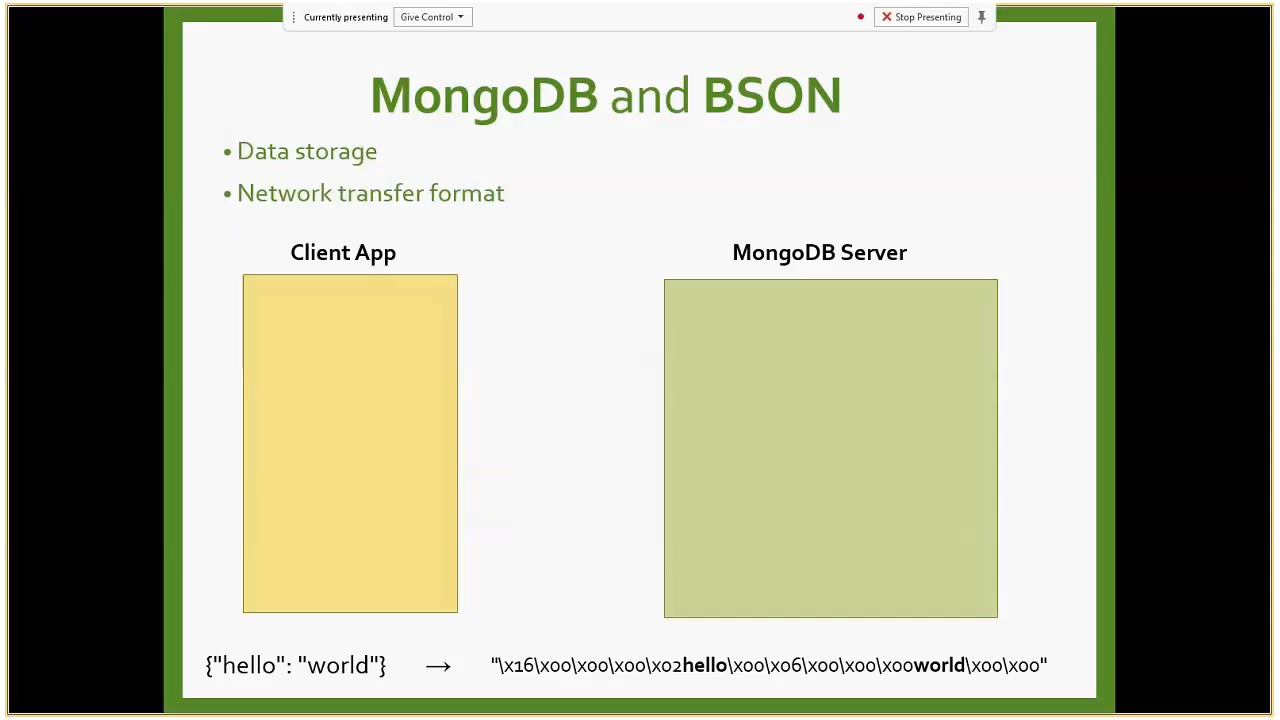 Currently presenting Give Control Stop Presenting
MongoDB and BSON
• Data storage
• Network transfer format
Client App MongoDB Server
{"hello": "world"} → "\x16\x00\x00\x00\x02hello\x00\x06\x00\x00\x00world\x00\x00"